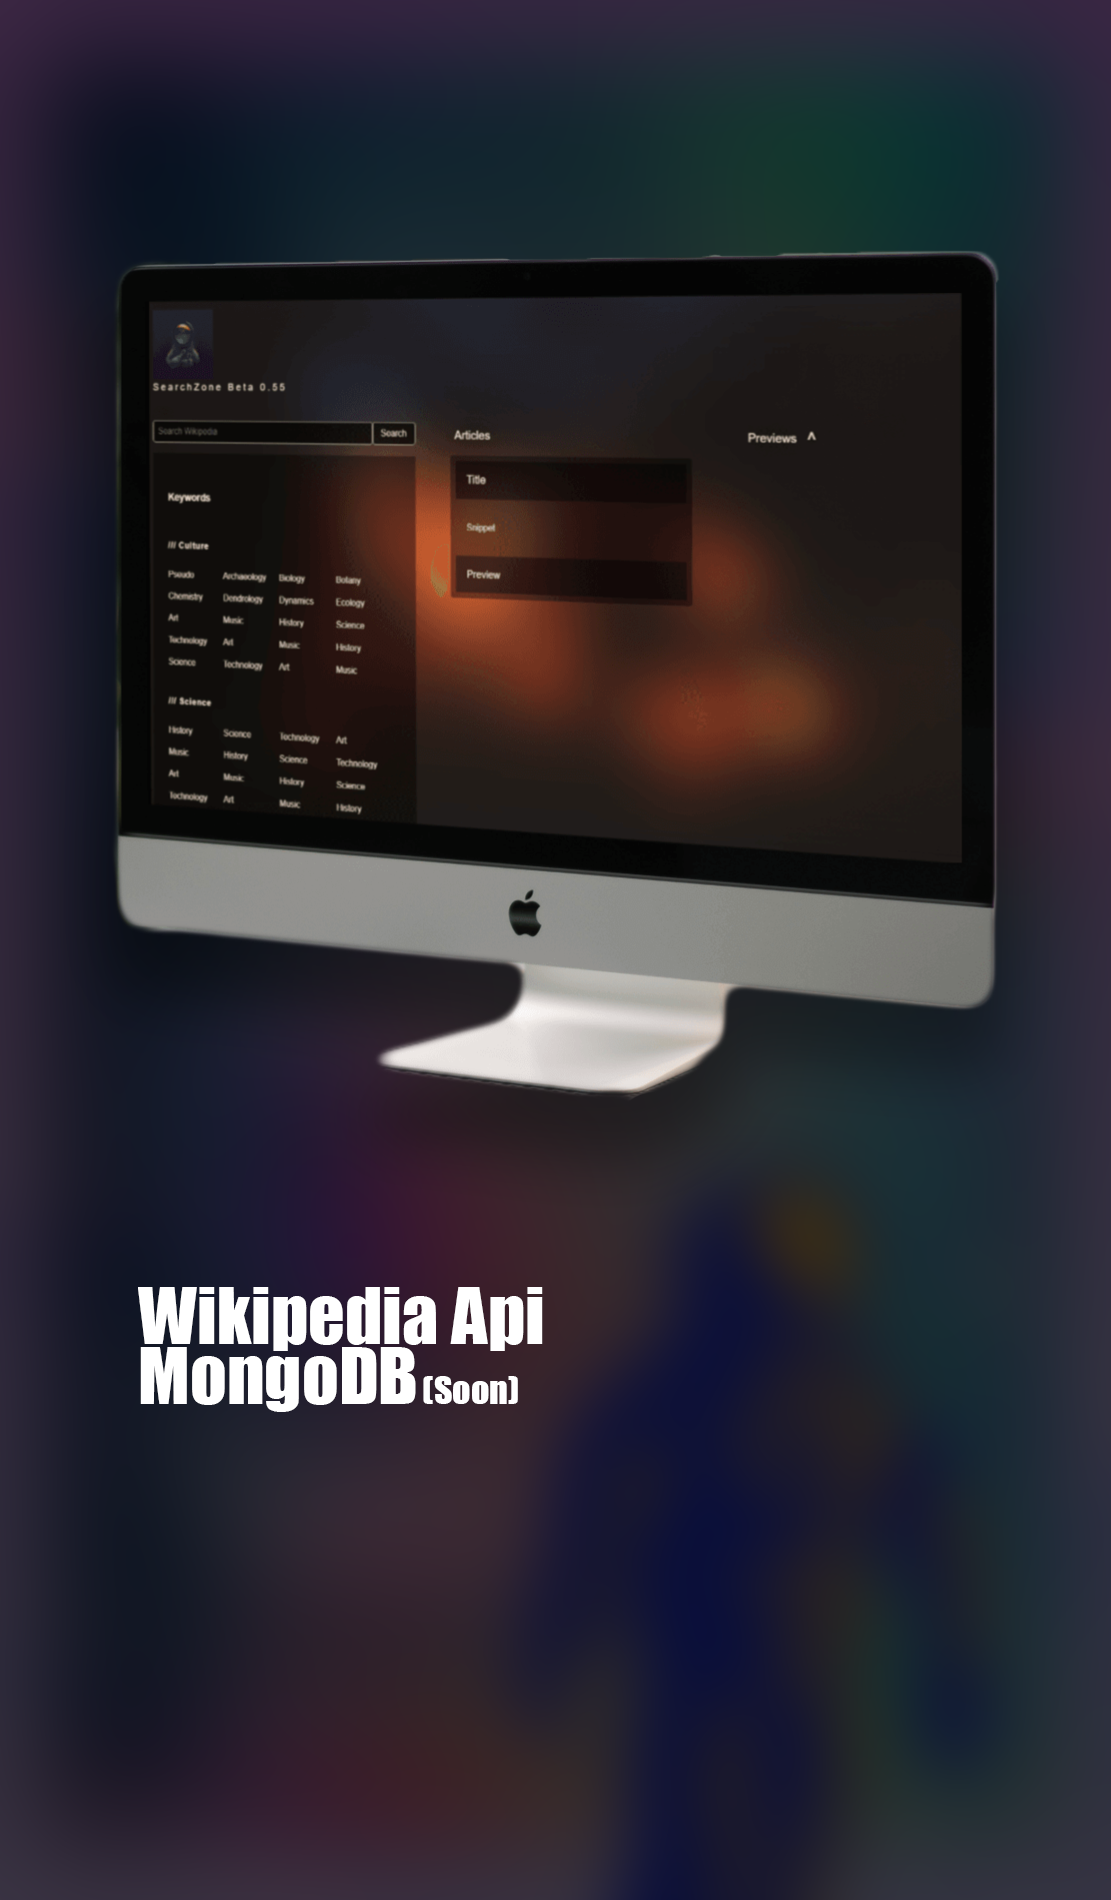 SearchZone Beta 0.55
Search Wikipedia
Search
Articles
Previews ^
Title
Snippet
Preview
Keywords
/// Culture
Pseudo Archaeology Biology Botany
Chemistry Dendrology Dynamics Ecology
Art Music History Science
Technology Art Music History
Science Technology Art Music
/// Science
History Science Technology Art
Music History Science Technology
Art Music History Science
Technology Art Music History
Wikipedia Api
MongoDB (Soon)